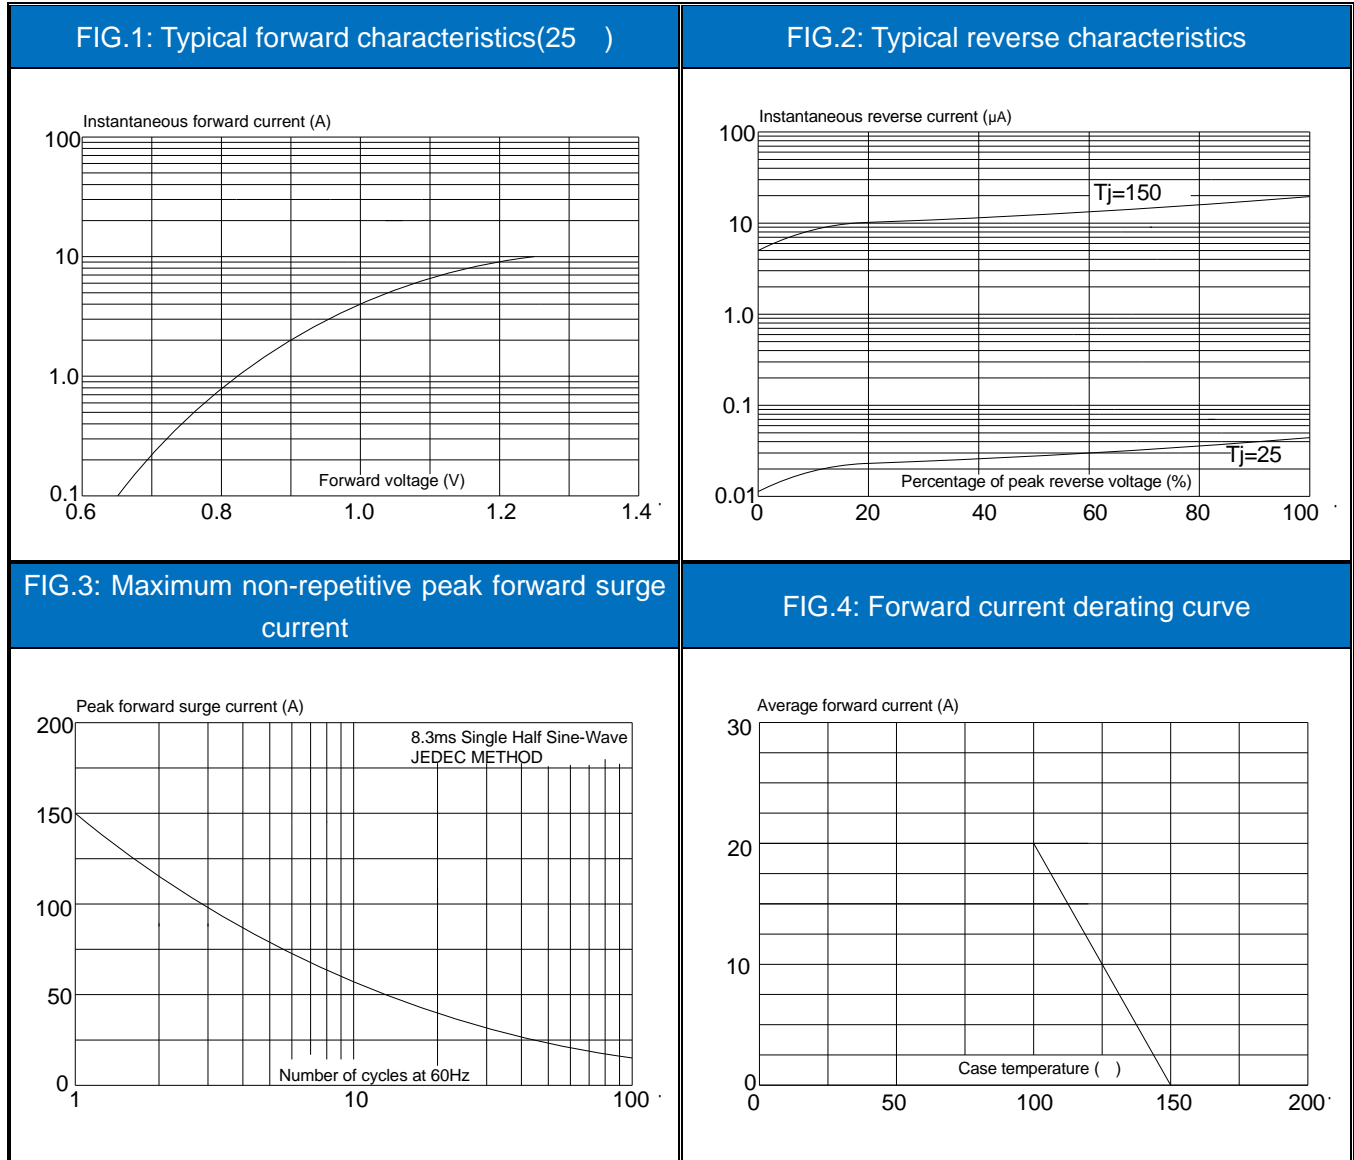 FIG.1: Typical forward characteristics(25 )
FIG.2: Typical reverse characteristics
Instantaneous forward current (A)
100
10
1.0
0.1
Forward voltage (V)
0.6 0.8 1.0 1.2 1.4
Instantaneous reverse current (µA)
100
Tj=150
10
1.0
0.1
Tj=25
Percentage of peak reverse voltage (%)
0.01
0 20 40 60 80 100
FIG.3: Maximum non-repetitive peak forward surge
current
FIG.4: Forward current derating curve
Peak forward surge current (A)
200
8.3ms Single Half Sine-Wave
JEDEC METHOD
150
100
50
Number of cycles at 60Hz
0
1 10 100
Average forward current (A)
30
20
10
Case temperature ( )
0
0 50 100 150 200